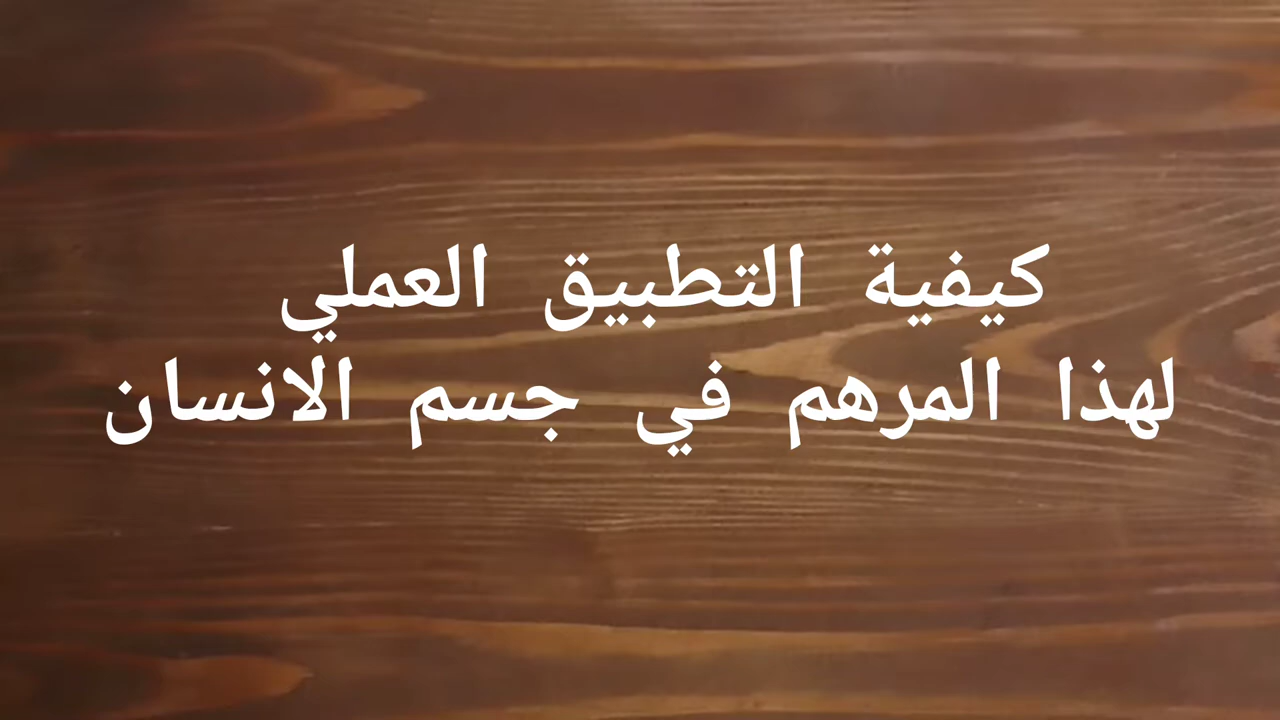 كيفية التطبيق العملي
لهذا المرهم في جسم الانسان